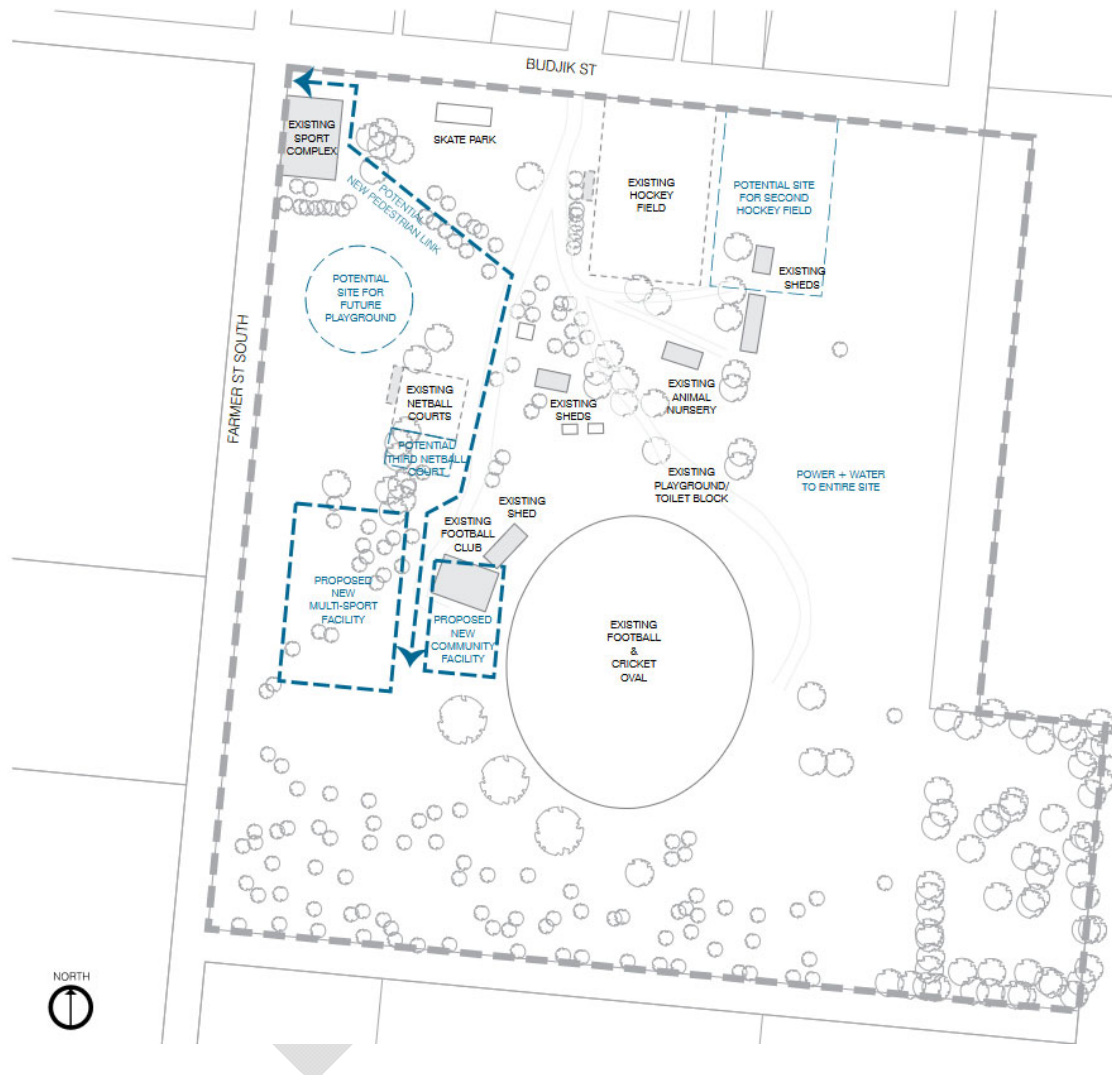 BUDJIK ST
EXISTING
SPORT
COMPLEX
SKATE PARK
POTENTIAL
NEW PEDESTRIAN LINK
EXISTING
HOCKEY
FIELD
POTENTIAL SITE
FOR SECOND
HOCKEY FIELD
EXISTING
SHEDS
POTENTIAL
SITE FOR
FUTURE
PLAYGROUND
FARMER ST SOUTH
EXISTING
NETBALL
COURTS
POTENTIAL
THIRD NETBALL
COURT
EXISTING
SHEDS
EXISTING
ANIMAL
NURSERY
EXISTING
PLAYGROUND/
TOILET BLOCK
POWER + WATER
TO ENTIRE SITE
EXISTING
SHED
EXISTING
FOOTBALL
CLUB
PROPOSED
NEW
MULTI-SPORT
FACILITY
PROPOSED
NEW
COMMUNITY
FACILITY
EXISTING
FOOTBALL
&
CRICKET
OVAL
NORTH